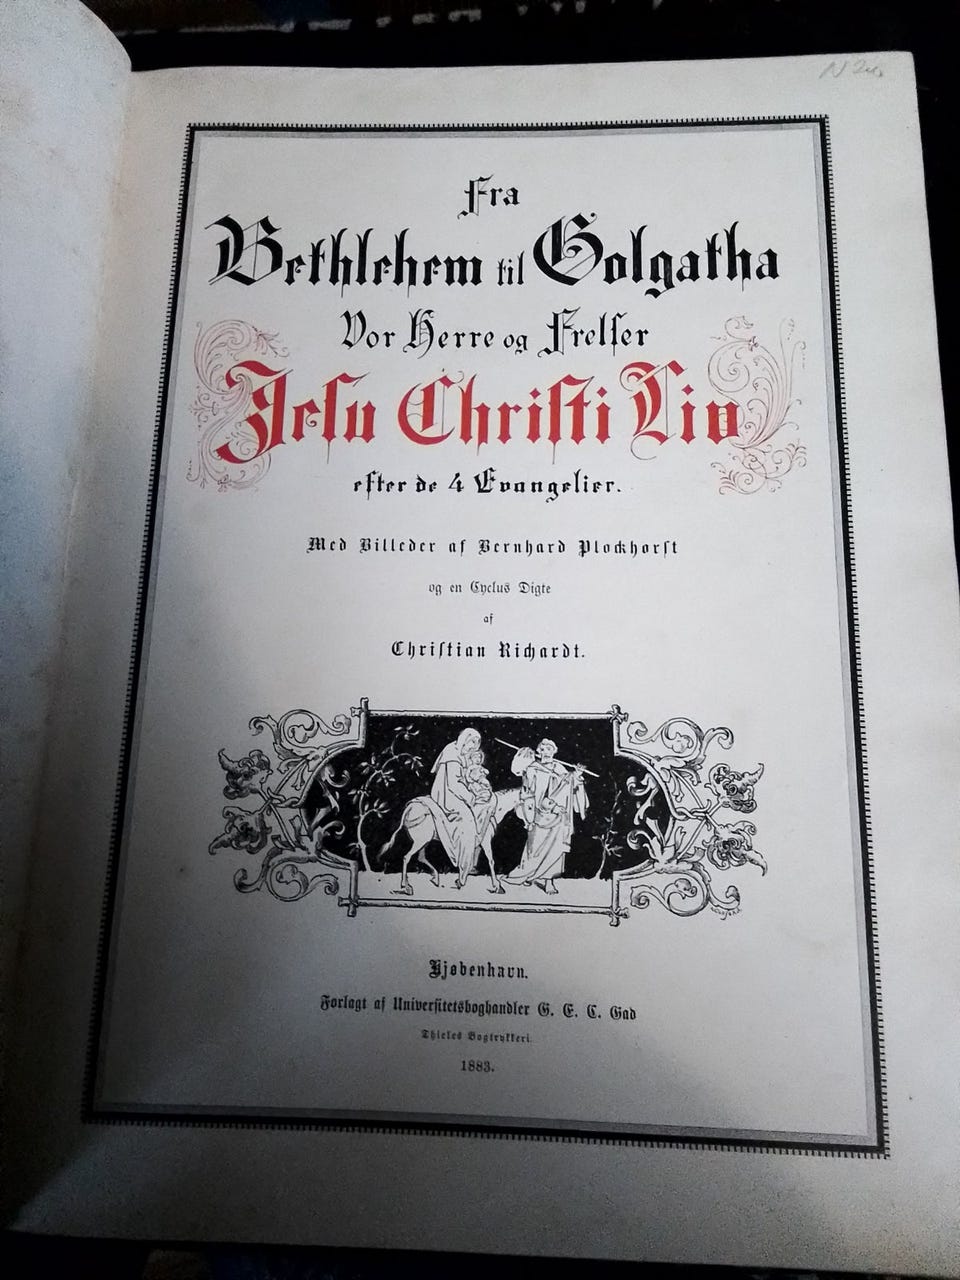 Fra
Bethlehem til Golgatha
Vor Herre og Frelſer
Jeſu Chriſti Liv
efter de 4 Evangelier.
Med Billeder af Bernhard Plockhorſt
og en Cyclus Digte
af
Chriſtian Richardt.
Kjøbenhavn.
Forlagt af Univerſitetsboghandler G. E. C. Gad
Thieles Bogtrykkeri.
1883.